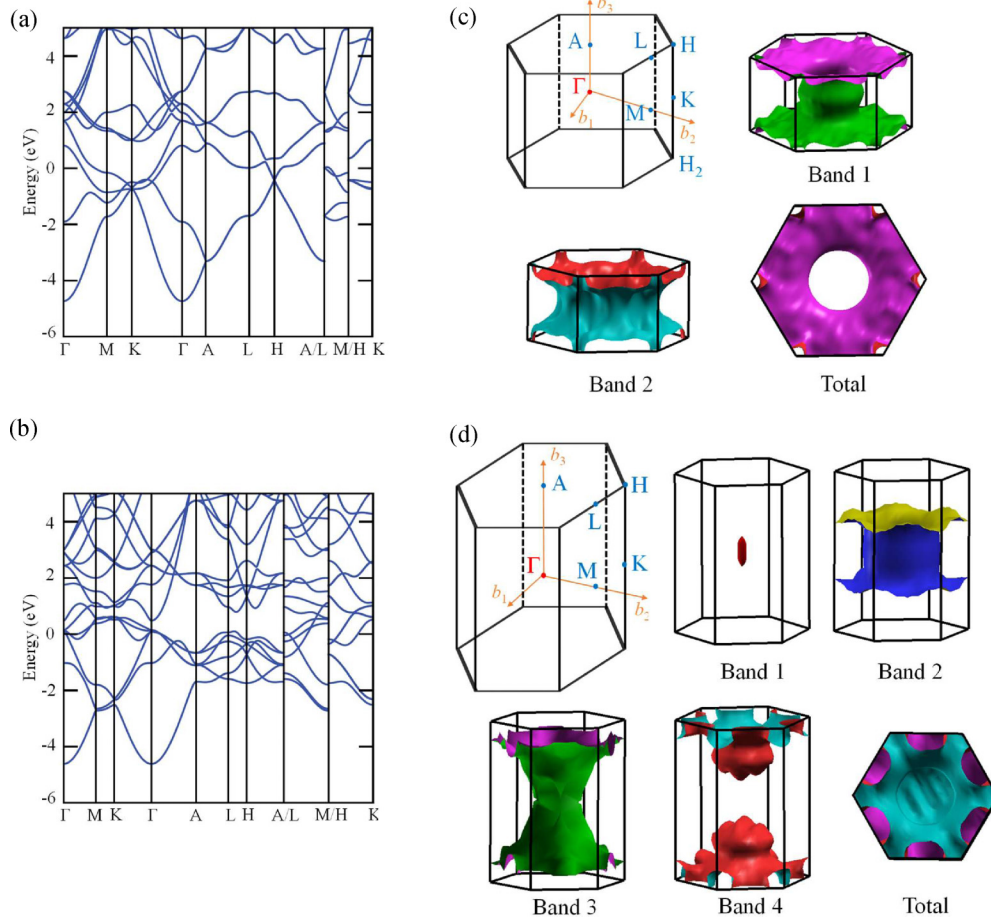 (a)
Energy (eV)
4
2
0
-2
-4
-6
Γ M K Γ A L H A/L M/H K
(b)
Energy (eV)
4
2
0
-2
-4
-6
Γ M K Γ A L H A/L M/H K
(c)
b3
A
L
H
Γ
K
M
b1
b2
H2
Band 1
Band 2
Total
(d)
b3
A
H
L
Γ
M
K
b1
b2
Band 1
Band 2
Band 3
Band 4
Total